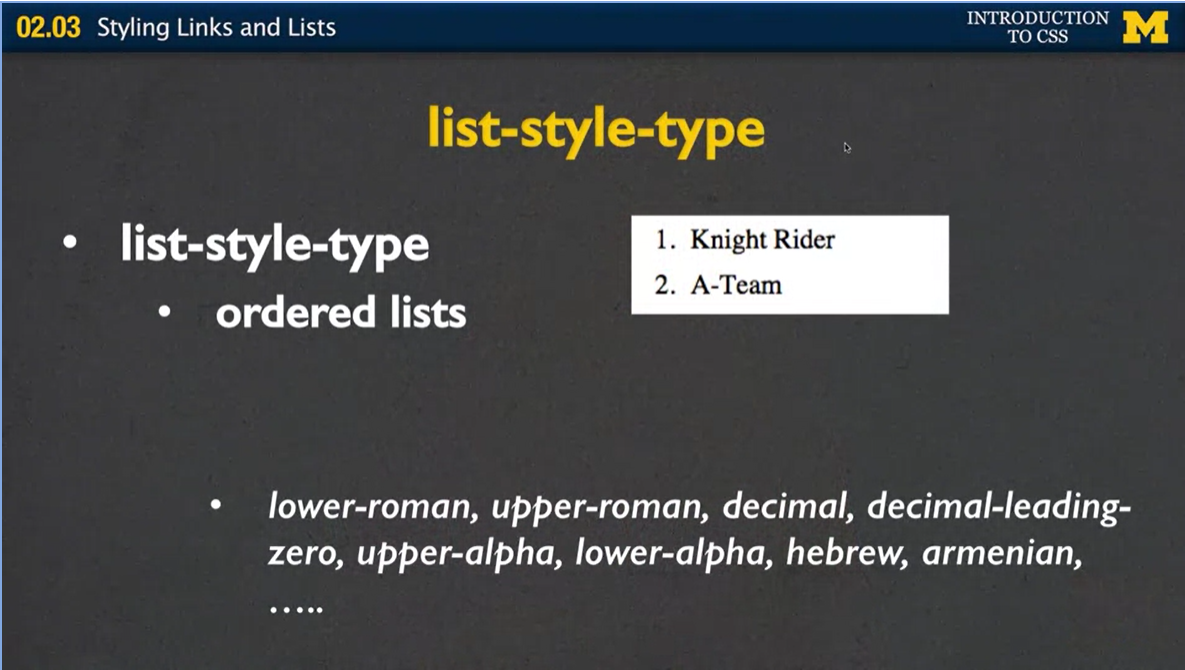 02.03 Styling Links and Lists
INTRODUCTION
TO CSS
M
list-style-type
• list-style-type
• ordered lists
1. Knight Rider
2. A-Team
• lower-roman, upper-roman, decimal, decimal-leading-
zero, upper-alpha, lower-alpha, hebrew, armenian,
.....